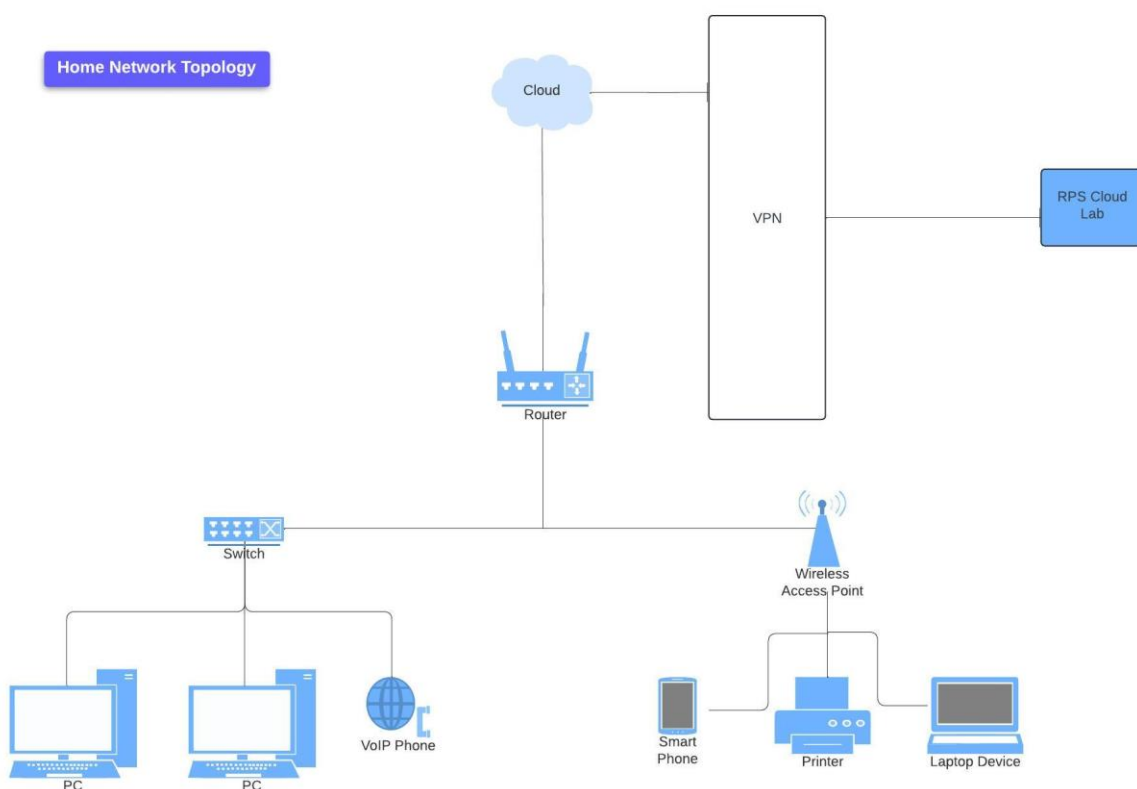 Home Network Topology
Cloud
VPN
RPS Cloud
Lab
Router
Switch
Wireless
Access Point
PC
PC
VoIP Phone
Smart
Phone
Printer
Laptop Device